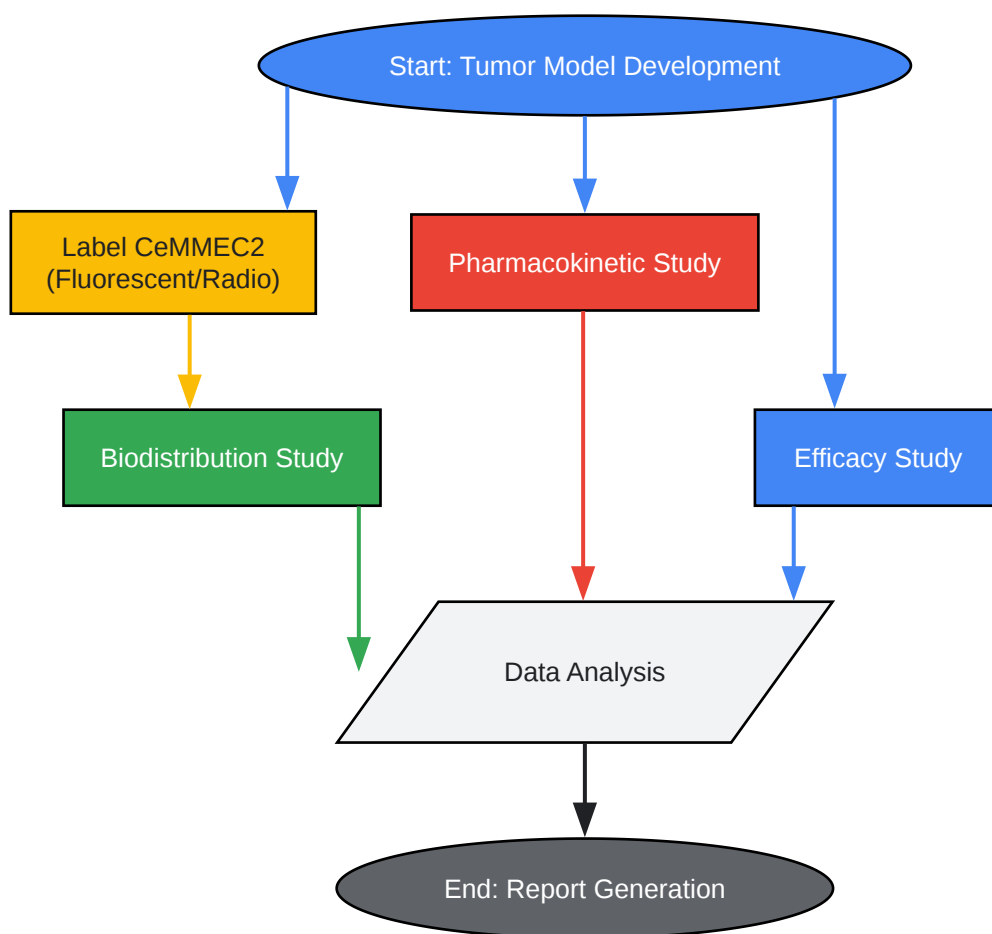 Start: Tumor Model Development
Label CeMMEC2
(Fluorescent/Radio)
Pharmacokinetic Study
Biodistribution Study
Efficacy Study
Data Analysis
End: Report Generation